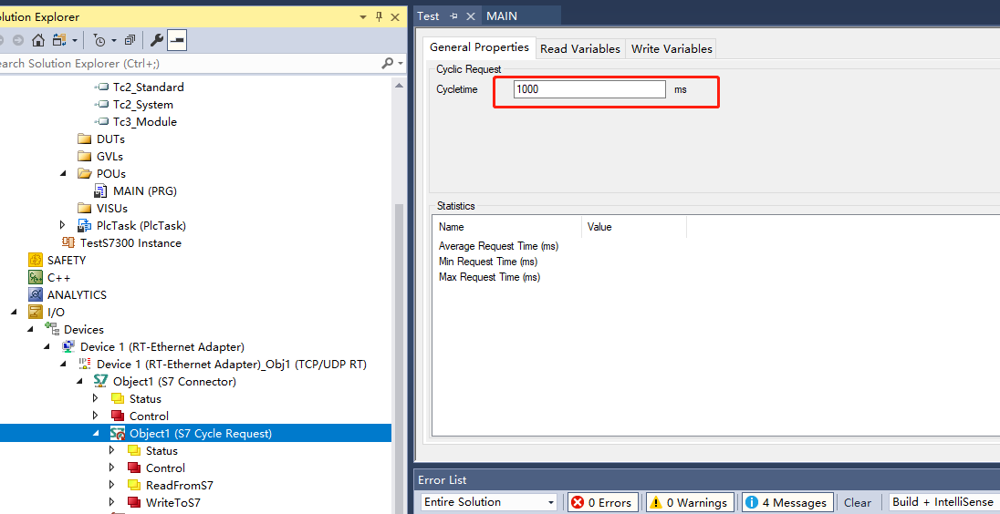 olution Explorer
earch Solution Explorer (Ctrl+;)
Tc2_Standard
Tc2_System
Tc3_Module
DUTs
GVLs
POUs
MAIN (PRG)
VISUs
PlcTask (PlcTask)
TestS7300 Instance
SAFETY
C++
ANALYTICS
I/O
Devices
Device 1 (RT-Ethernet Adapter)
Device 1 (RT-Ethernet Adapter)_Obj1 (TCP/UDP RT)
Object1 (S7 Connector)
Status
Control
Object1 (S7 Cycle Request)
Status
Control
ReadFromS7
WriteToS7
Test MAIN
General Properties Read Variables Write Variables
Cyclic Request
Cycletime 1000 ms
Statistics
Name Value
Average Request Time (ms)
Min Request Time (ms)
Max Request Time (ms)
Error List
Entire Solution 0 Errors 0 Warnings 4 Messages Clear Build + IntelliSense